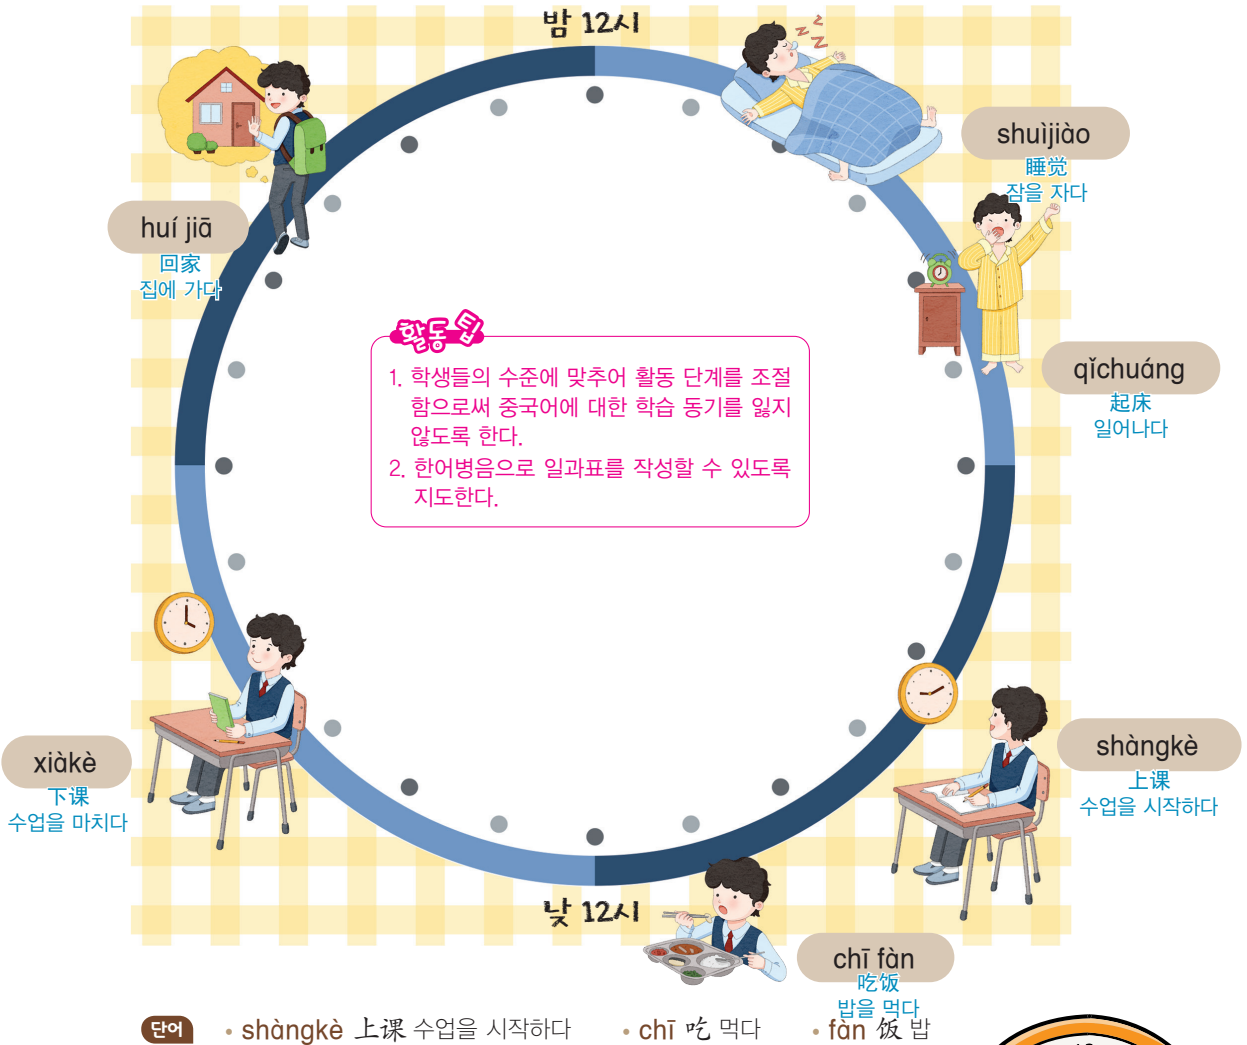 밤 12시
shuìjiào
睡觉
잠을 자다
huí jiā
回家
집에 가다
qǐchuáng
起床
일어나다
활동 팁
1. 학생들의 수준에 맞추어 활동 단계를 조절
함으로써 중국어에 대한 학습 동기를 잃지
않도록 한다.
2. 한어병음으로 일과표를 작성할 수 있도록
지도한다.
xiàkè
下课
수업을 마치다
shàngkè
上课
수업을 시작하다
낮 12시
chī fàn
吃饭
밥을 먹다
단어 • shàngkè 上课 수업을 시작하다 • chī 吃 먹다 • fàn 饭 밥